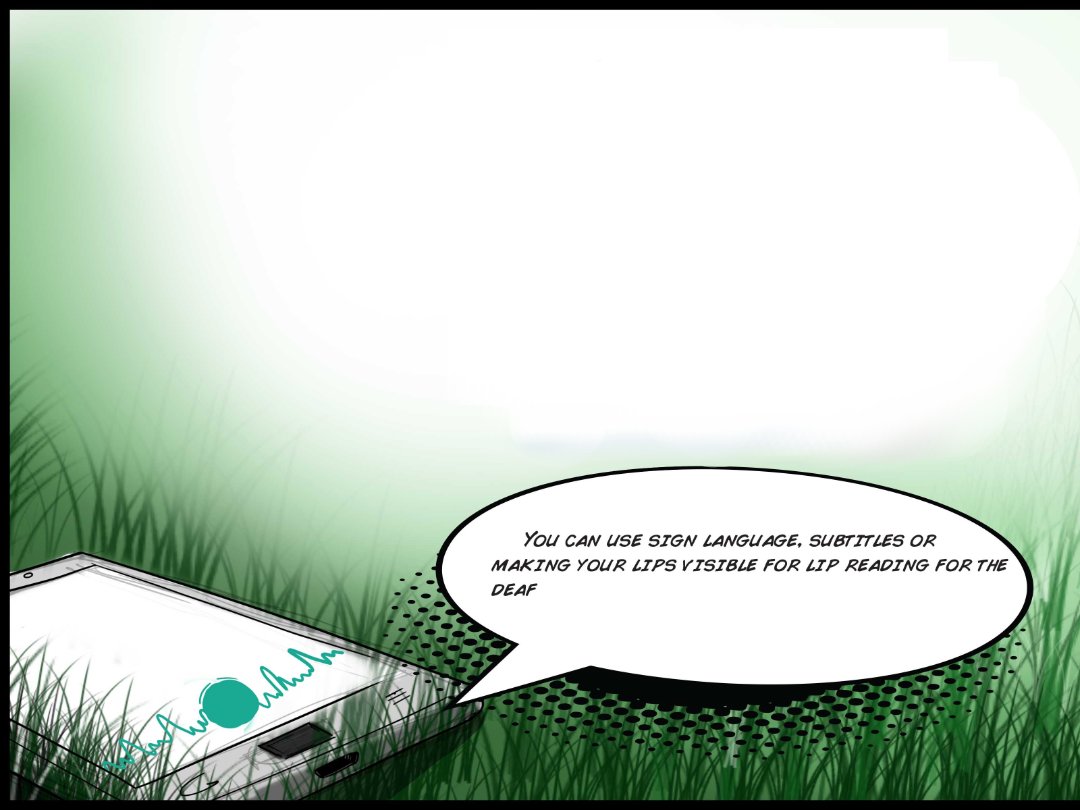 You can use sign language, subtitles or
making your lips visible for lip reading for the
deaf